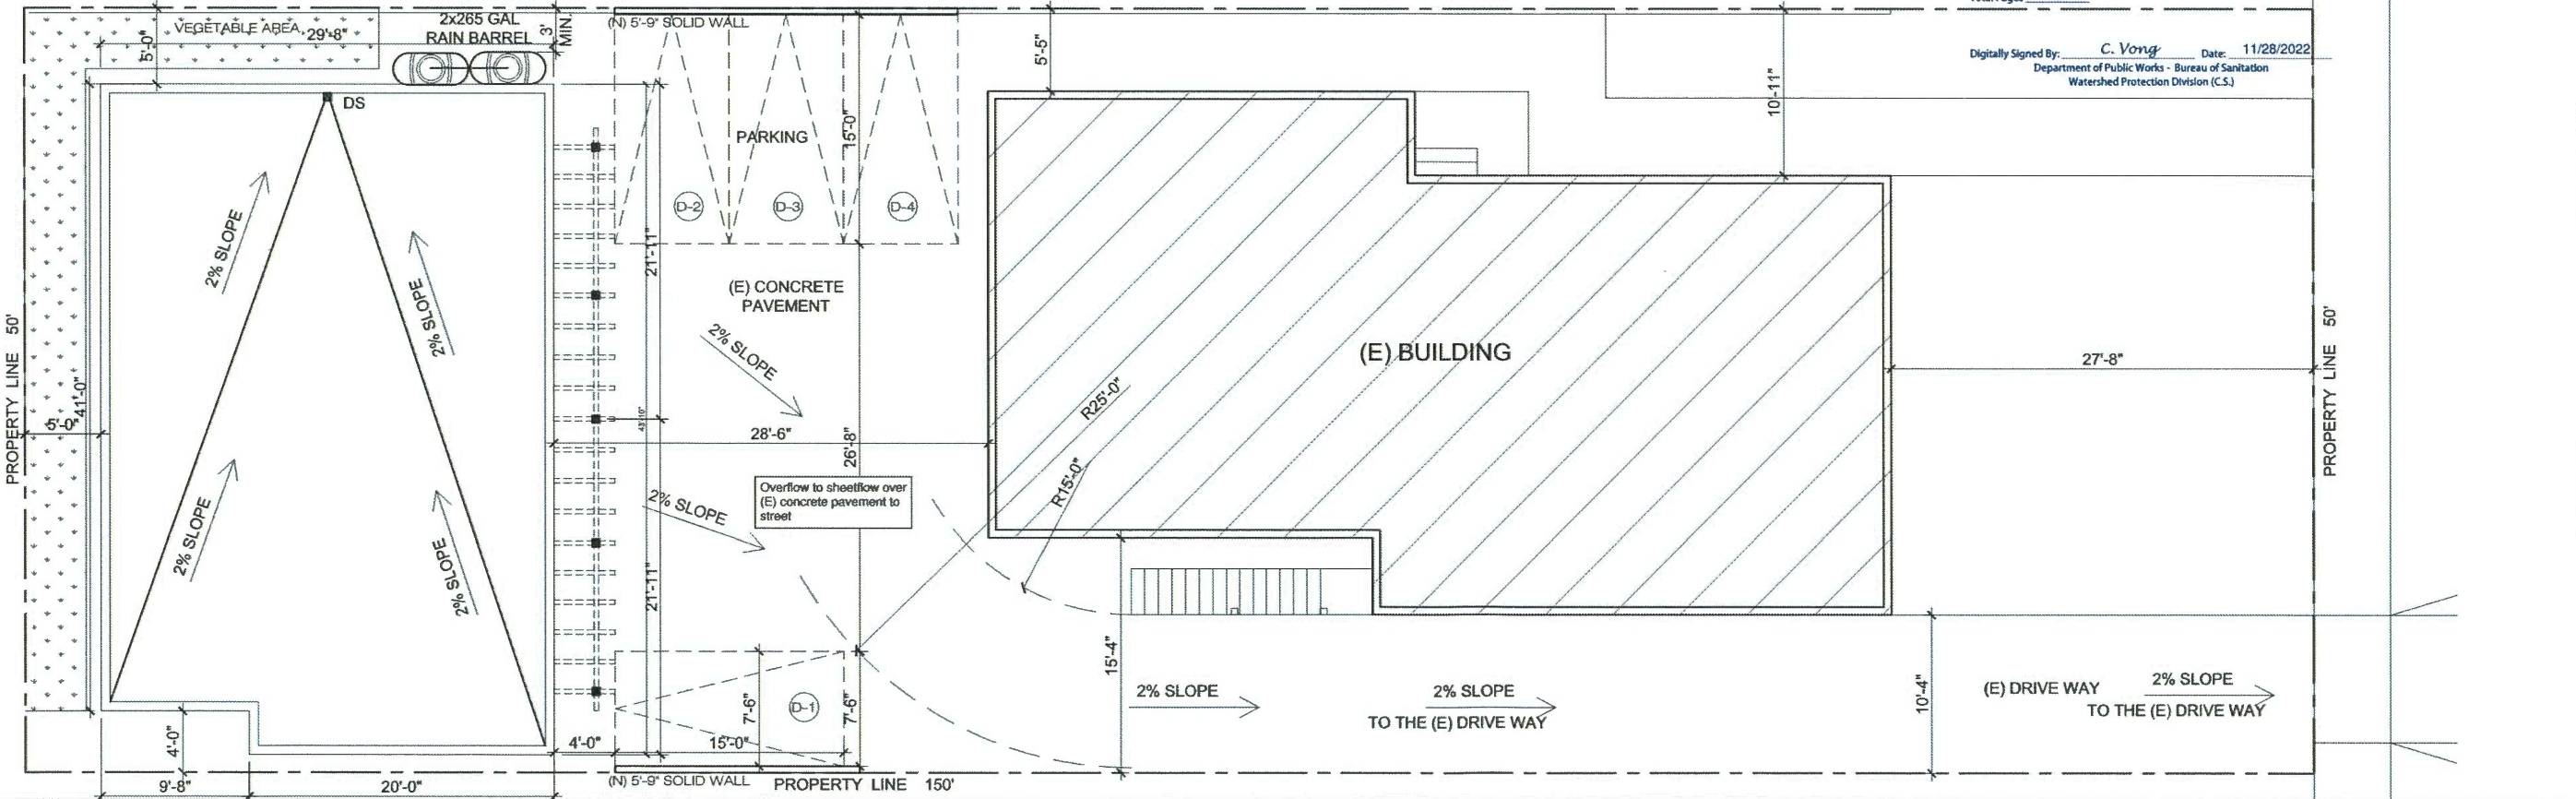 VEGETABLE AREA
29'-8"
5'-0"
2x265 GAL
RAIN BARREL
3'
MIN.
(N) 5'-9" SOLID WALL
5'-5"
10'-11"
Digitally Signed By: C. Vong Date: 11/28/2022
Department of Public Works - Bureau of Sanitation
Watershed Protection Division (C.S.)
DS
PARKING
15'-0"
D-2
D-3
D-4
2% SLOPE
2% SLOPE
21'-11"
(E) CONCRETE
PAVEMENT
2% SLOPE
PROPERTY LINE 50'
41'-0"
5'-0"
(E) BUILDING
27'-8"
PROPERTY LINE 50'
R25'-0"
28'-6"
26'-8"
R15'-0"
Overflow to sheetflow over
(E) concrete pavement to
street
2% SLOPE
2% SLOPE
2% SLOPE
21'-11"
15'-4"
10'-4"
7'-6"
D-1
7'-6"
2% SLOPE
2% SLOPE
TO THE (E) DRIVE WAY
(E) DRIVE WAY
2% SLOPE
TO THE (E) DRIVE WAY
4'-0"
4'-0"
15'-0"
9'-8"
20'-0"
(N) 5'-9" SOLID WALL
PROPERTY LINE 150'